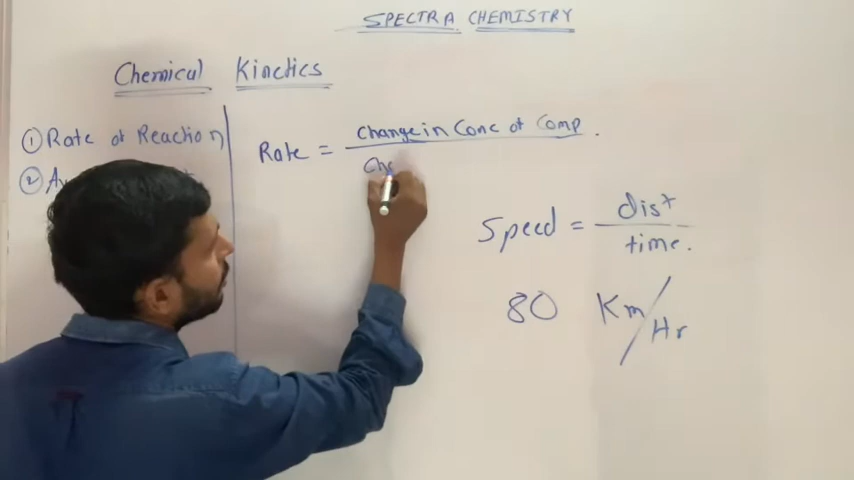 SPECTRA CHEMISTRY
Chemical Kinetics
① Rate of Reaction
②
Rate = Change in Conc of Comp .
Speed = dist
time.
80 Km/Hr